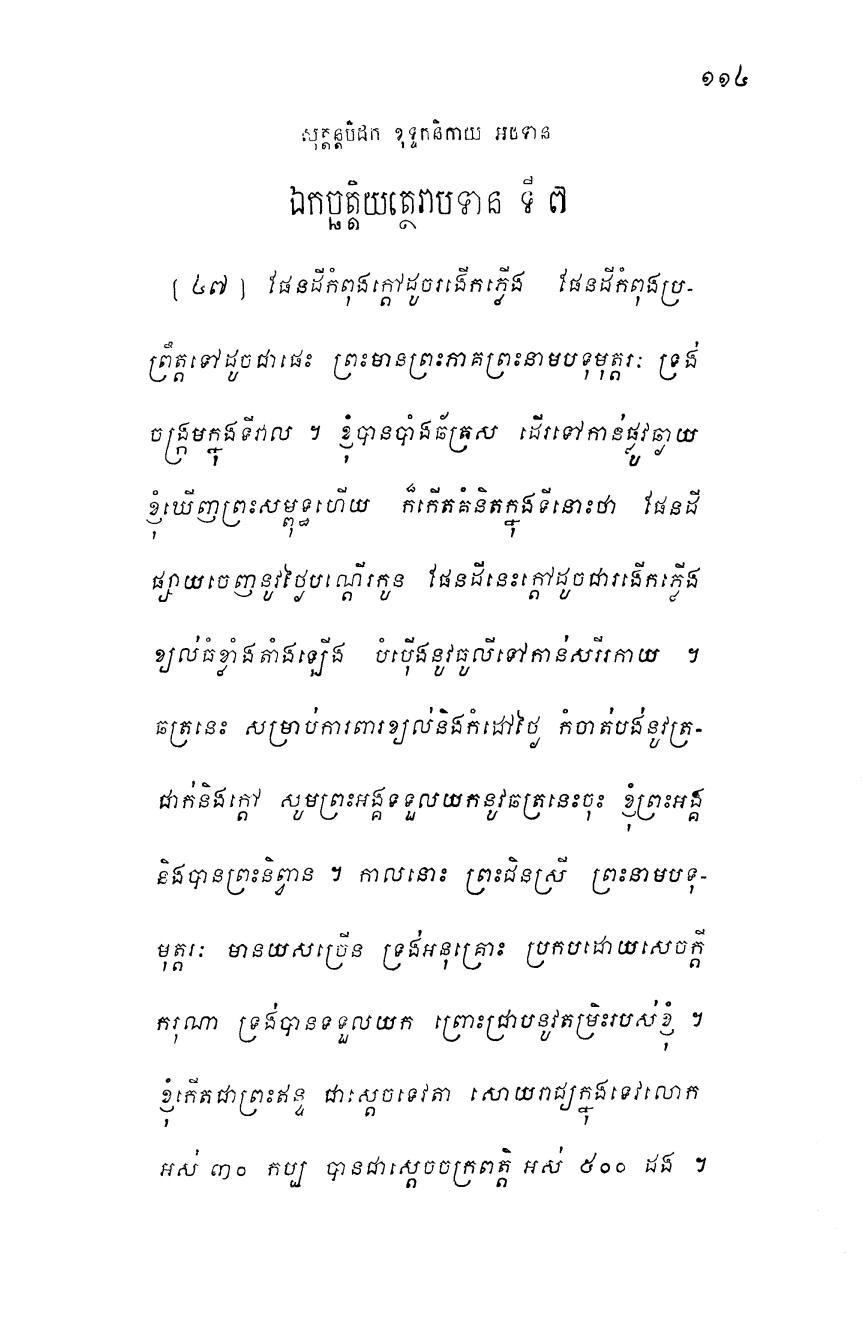 ១១៤
សុត្តន្តបិដក ខុទ្ទកនិកាយ អបទាន
ឯកច្ឆត្តិយត្ថេរាបទាន ទី ៧
[ ៤៧ ] ផែនដីកំពុងក្តៅដូចរងើកភ្លើង ផែនដីកំពុងប្រ-
ព្រឹត្តទៅដូចជាផេះ ព្រះមានព្រះភាគព្រះនាមបទុមុត្តរៈ ទ្រង់
ចង្ក្រមក្នុងទីវាល ។ ខ្ញុំបានបាំងឆ័ត្រស ដើរទៅកាន់ផ្លូវឆ្ងាយ
ខ្ញុំឃើញព្រះសម្ពុទ្ធហើយ ក៏កើតគំនិតក្នុងទីនោះថា ផែនដី
ផ្សាយចេញនូវថ្ងៃបណ្តើរកូន ផែនដីនេះក្តៅដូចជារងើកភ្លើង
ខ្យល់ធំខ្លាំងតាំងឡើង បំប៉ើងនូវធូលីទៅកាន់សរីរកាយ ។
ឆត្រនេះ សម្រាប់ការពារខ្យល់និងកំដៅថ្ងៃ កំចាត់បង់នូវត្រ-
ជាក់និងក្តៅ សូមព្រះអង្គទទួលយកនូវឆត្រនេះចុះ ខ្ញុំព្រះអង្គ
និងបានព្រះនិព្វាន ។ កាលនោះ ព្រះជិនស្រី ព្រះនាមបទុ-
មុត្តរៈ មានយសច្រើន ទ្រង់អនុគ្រោះ ប្រកបដោយសេចក្តី
ករុណា ទ្រង់បានទទួលយក ព្រោះជ្រាបនូវតម្រិះរបស់ខ្ញុំ ។
ខ្ញុំកើតជាព្រះឥន្ទ ជាស្តេចទេវតា សោយរាជ្យក្នុងទេវលោក
អស់ ៣០ កប្ប បានជាស្តេចចក្រពត្តិ អស់ ៥០០ ដង ។